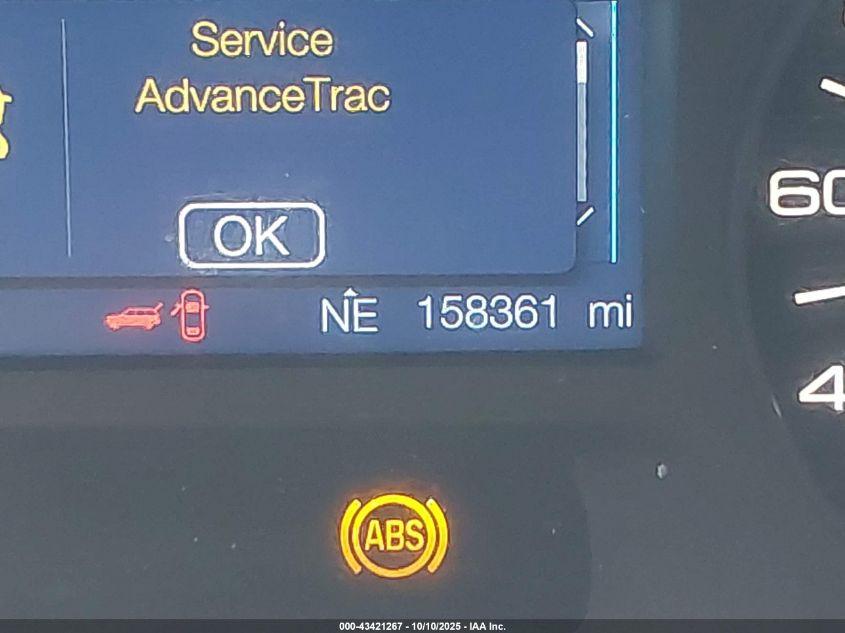 Service
AdvanceTrac
OK
NE 158361 mi
60
4
ABS
000-43421267 - 10/10/2025 - IAA Inc.